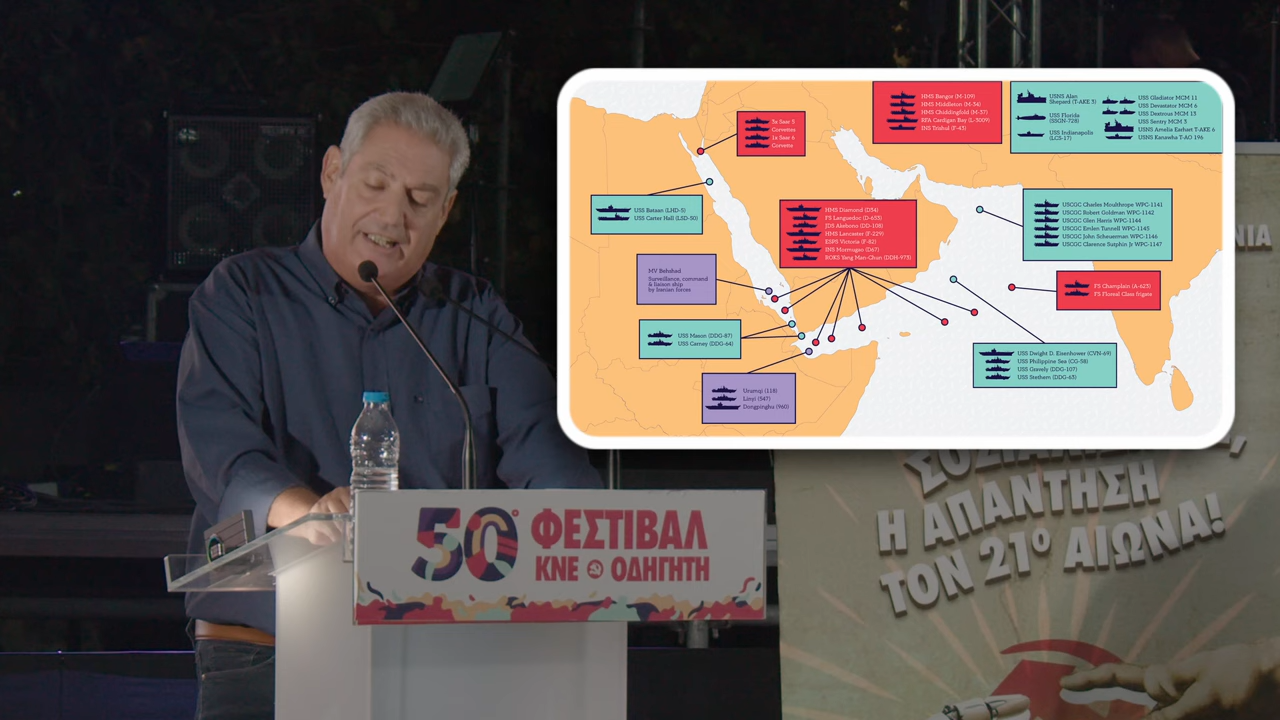 3x Saar 5
Corvettes
1x Saar 6
Corvette
HMS Bangor (M-109)
HMS Middleton (M-34)
HMS Chiddingfold (M-37)
RFA Cardigan Bay (L-3009)
INS Trishul (F-43)
USNS Alan
Shepard (T-AKE 3)
USS Florida
(SSGN-728)
USS Indianapolis
(LCS-17)
USS Gladiator MCM 11
USS Devastator MCM 6
USS Dextrous MCM 13
USS Sentry MCM 3
USNS Amelia Earhart T-AKE 6
USNS Kanawha T-AO 196
USS Bataan (LHD-5)
USS Carter Hall (LSD-50)
HMS Diamond (D34)
FS Languedoc (D-653)
JDS Akebono (DD-108)
HMS Lancaster (F-229)
ESPS Victoria (F-82)
INS Mormugao (D67)
ROKS Yang Man-Chun (DDH-973)
USCGC Charles Moulthrope WPC-1141
USCGC Robert Goldman WPC-1142
USCGC Glen Harris WPC-1144
USCGC Emlen Tunnell WPC-1145
USCGC John Scheuerman WPC-1146
USCGC Clarence Sutphin Jr WPC-1147
MV Behshad
Surveillance, command
& liaison ship
by Iranian forces
FS Champlain (A-623)
FS Floreal Class frigate
USS Mason (DDG-87)
USS Carney (DDG-64)
USS Dwight D. Eisenhower (CVN-69)
USS Philippine Sea (CG-58)
USS Gravely (DDG-107)
USS Stethem (DDG-63)
Urumqi (118)
Linyi (547)
Dongpinghu (960)
ΝΙΑ
Η ΑΠΑΝΤΗΣΗ
ΤΟΝ 21º ΑΙΩΝΑ!
50° ΦΕΣΤΙΒΑΛ
ΚΝΕ ΟΔΗΓΗΤΗ